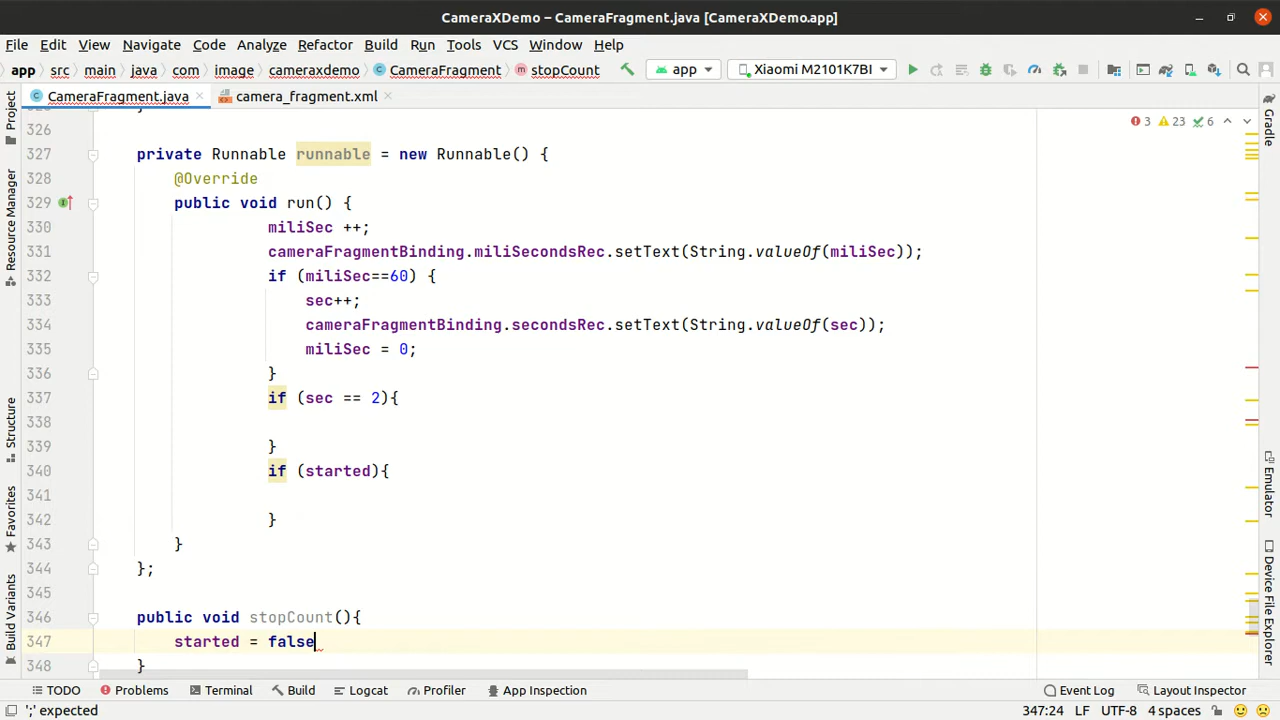 CameraXDemo – CameraFragment.java [CameraXDemo.app]
File Edit View Navigate Code Analyze Refactor Build Run Tools VCS Window Help
app src main java com image cameraxdemo CameraFragment stopCount app Xiaomi M2101K7BI
CameraFragment.java camera_fragment.xml
3 23 6
326
327 private Runnable runnable = new Runnable() {
328 @Override
329 public void run() {
330 miliSec ++;
331 cameraFragmentBinding.miliSecondsRec.setText(String.valueOf(miliSec));
332 if (miliSec==60) {
333 sec++;
334 cameraFragmentBinding.secondsRec.setText(String.valueOf(sec));
335 miliSec = 0;
336 }
337 if (sec == 2){
338
339 }
340 if (started){
341
342 }
343 }
344 };
345
346 public void stopCount(){
347 started = false
348 }
Project
Resource Manager
Structure
Favorites
Build Variants
Gradle
Emulator
Device File Explorer
TODO Problems Terminal Build Logcat Profiler App Inspection Event Log Layout Inspector
';' expected 347:24 LF UTF-8 4 spaces